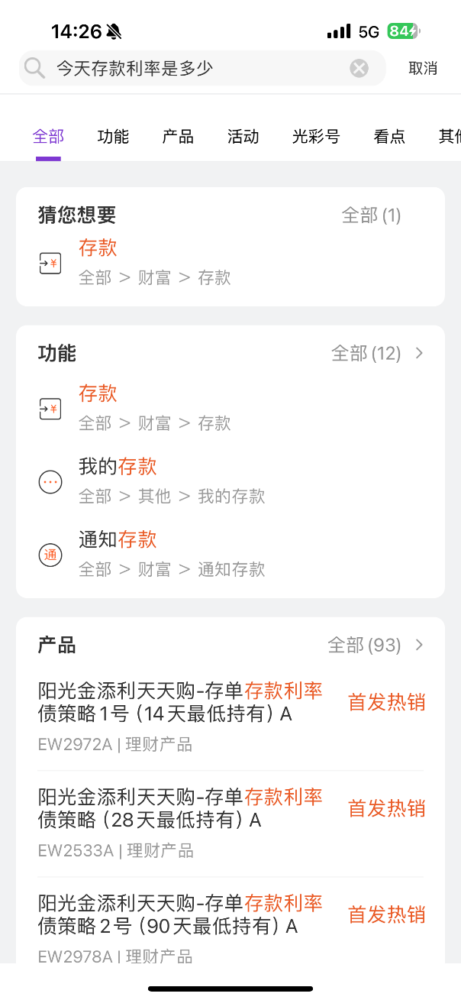 14:26
5G
84
今天存款利率是多少
取消
全部 功能 产品 活动 光彩号 看点 其他
猜您想要
全部 (1)
¥
存款
全部 > 财富 > 存款
功能
全部 (12) >
¥
存款
全部 > 财富 > 存款
我的存款
全部 > 其他 > 我的存款
通
通知存款
全部 > 财富 > 通知存款
产品
全部 (93) >
阳光金添利天天购-存单存款利率
债策略1号（14天最低持有）A
首发热销
EW2972A | 理财产品
阳光金添利天天购-存单存款利率
债策略（28天最低持有）A
首发热销
EW2533A | 理财产品
阳光金添利天天购-存单存款利率
债策略2号（90天最低持有）A
首发热销
EW2978A | 理财产品